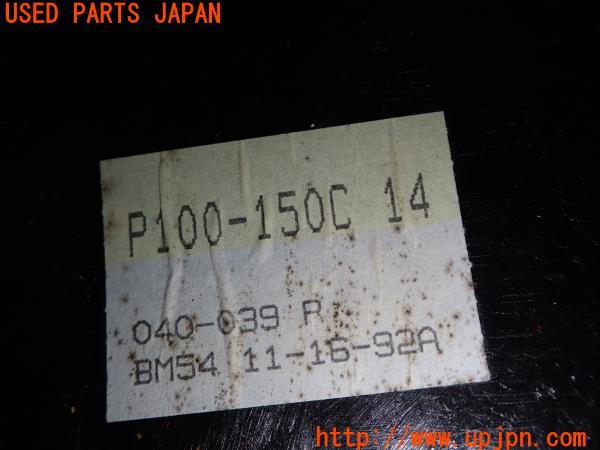 USED PARTS JAPAN
P100-150C 14
040-039 R
BM54 11-16-92A
http://www.upjpn.com